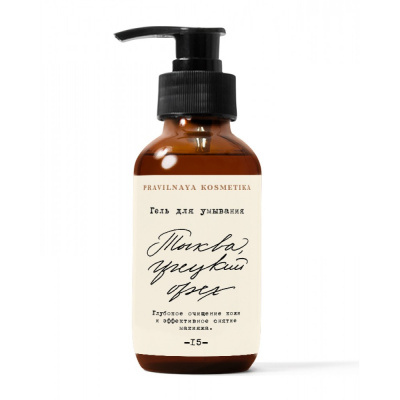 PRAVILNAYA KOSMETIKA
Гель для умывания
Тыква,
грецкий
орех
Глубокое очищение кожи
и эффективное снятие
макияжа.
—15—